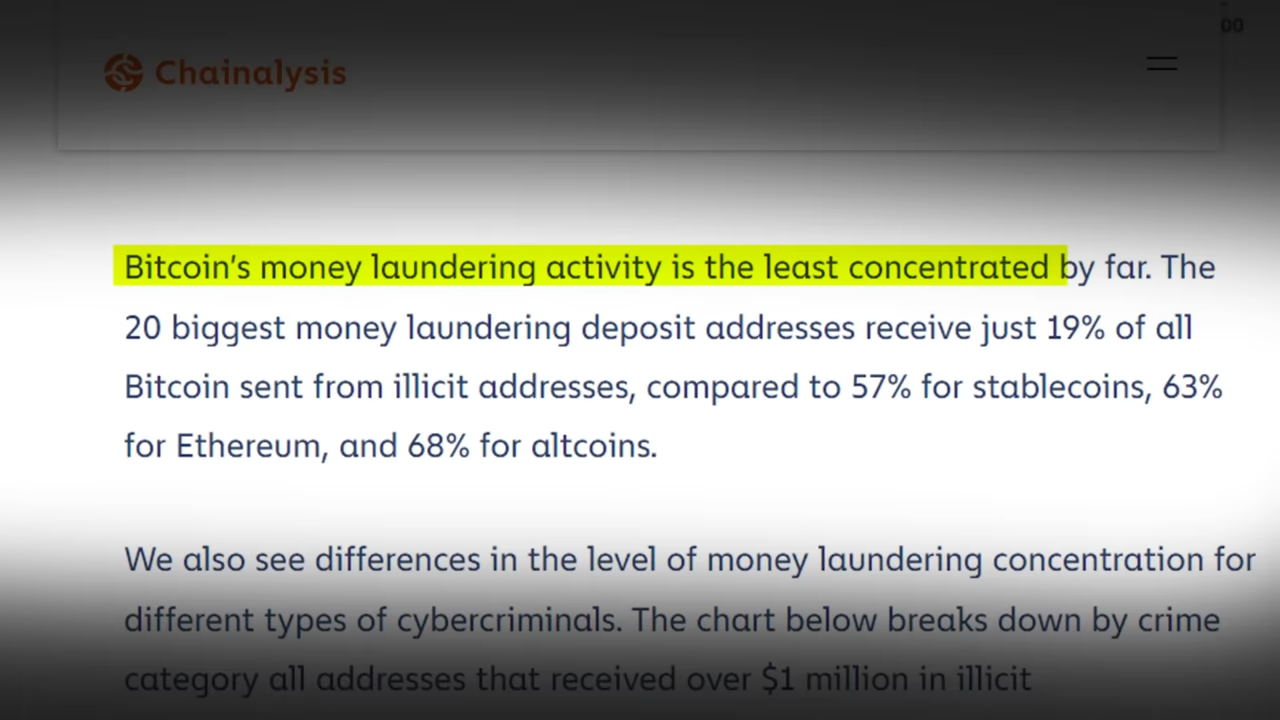 00
Chainalysis
Bitcoin's money laundering activity is the least concentrated by far. The
20 biggest money laundering deposit addresses receive just 19% of all
Bitcoin sent from illicit addresses, compared to 57% for stablecoins, 63%
for Ethereum, and 68% for altcoins.
We also see differences in the level of money laundering concentration for
different types of cybercriminals. The chart below breaks down by crime
category all addresses that received over $1 million in illicit